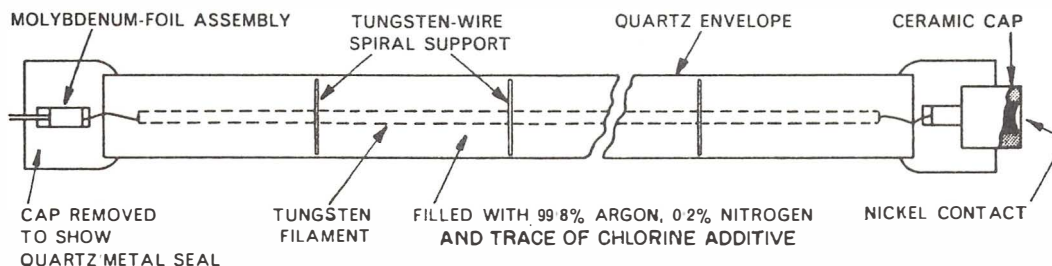 MOLYBDENUM-FOIL ASSEMBLY
TUNGSTEN-WIRE
SPIRAL SUPPORT
QUARTZ ENVELOPE
CERAMIC CAP
CAP REMOVED
TO SHOW
QUARTZ/METAL SEAL
TUNGSTEN
FILAMENT
FILLED WITH 99·8% ARGON, 0·2% NITROGEN
AND TRACE OF CHLORINE ADDITIVE
NICKEL CONTACT